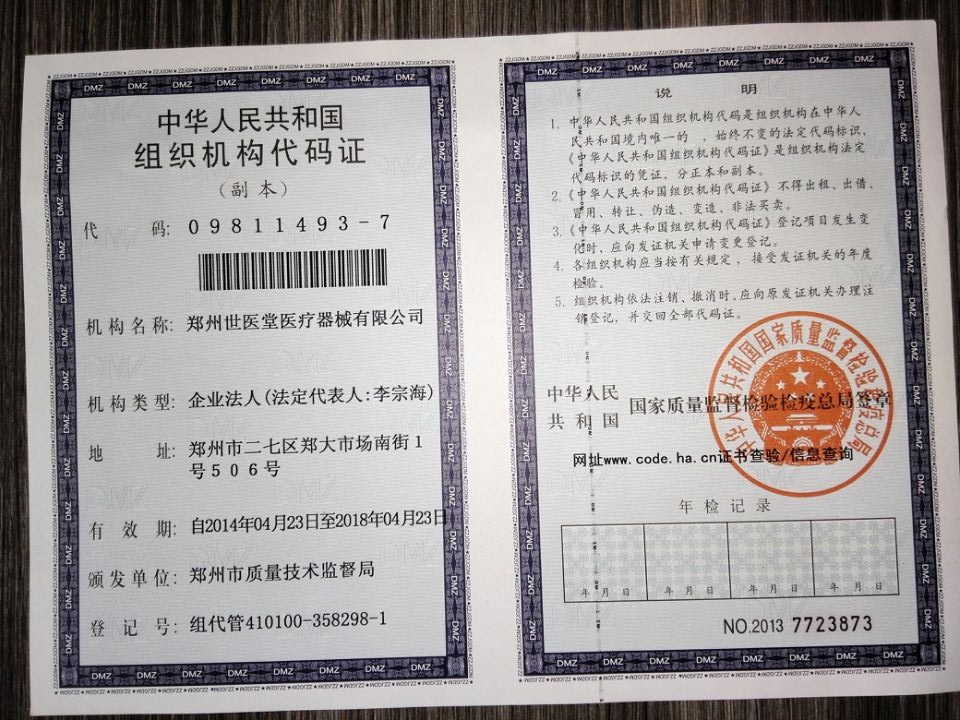 中华人民共和国
组织机构代码证
（副本）
代 码: 09811493-7
机构名称: 郑州世医堂医疗器械有限公司
机构类型: 企业法人(法定代表人:李宗海)
地 址: 郑州市二七区郑大市场南街1
号506号
有 效 期: 自2014年04月23日至2018年04月23日
颁发单位: 郑州市质量技术监督局
登 记 号: 组代管410100-358298-1
说 明
1. 中华人民共和国组织机构代码是组织机构在中华人
民共和国境内唯一的 、始终不变的法定代码标识，
《中华人民共和国组织机构代码证》是组织机构法定
代码标识的凭证，分正本和副本。
2. 《中华人民共和国组织机构代码证》不得出租、出借、
冒用、转让、伪造、变造、非法买卖。
3. 《中华人民共和国组织机构代码证》登记项目发生变
化时、应向发证机关申请变更登记。
4. 各组织机构应当按有关规定，接受发证机关的年度
检验。
5. 组织机构依法注销、撤消时,应向原发证机关办理注
销登记，并交回全部代码证。
中华人民
共和国 国家质量监督检验检疫总局签章
中华人民共和国国家质量监督检验检疫总局
网址www.code.ha.cn证书查验/信息查询
年检记录
年 月 日 年 月 日 年 月 日 年 月 日
NO.2013 7723873